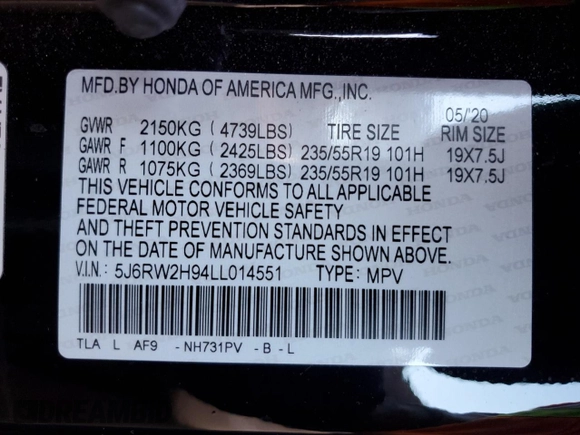 MFD.BY HONDA OF AMERICA MFG.,INC.
05/'20
GVWR 2150KG (4739LBS) TIRE SIZE RIM SIZE
GAWR F 1100KG (2425LBS) 235/55R19 101H 19X7.5J
GAWR R 1075KG (2369LBS) 235/55R19 101H 19X7.5J
THIS VEHICLE CONFORMS TO ALL APPLICABLE
FEDERAL MOTOR VEHICLE SAFETY
AND THEFT PREVENTION STANDARDS IN EFFECT
ON THE DATE OF MANUFACTURE SHOWN ABOVE.
V.I.N: 5J6RW2H94LL014551 TYPE: MPV
TLA L AF9 -NH731PV -B -L